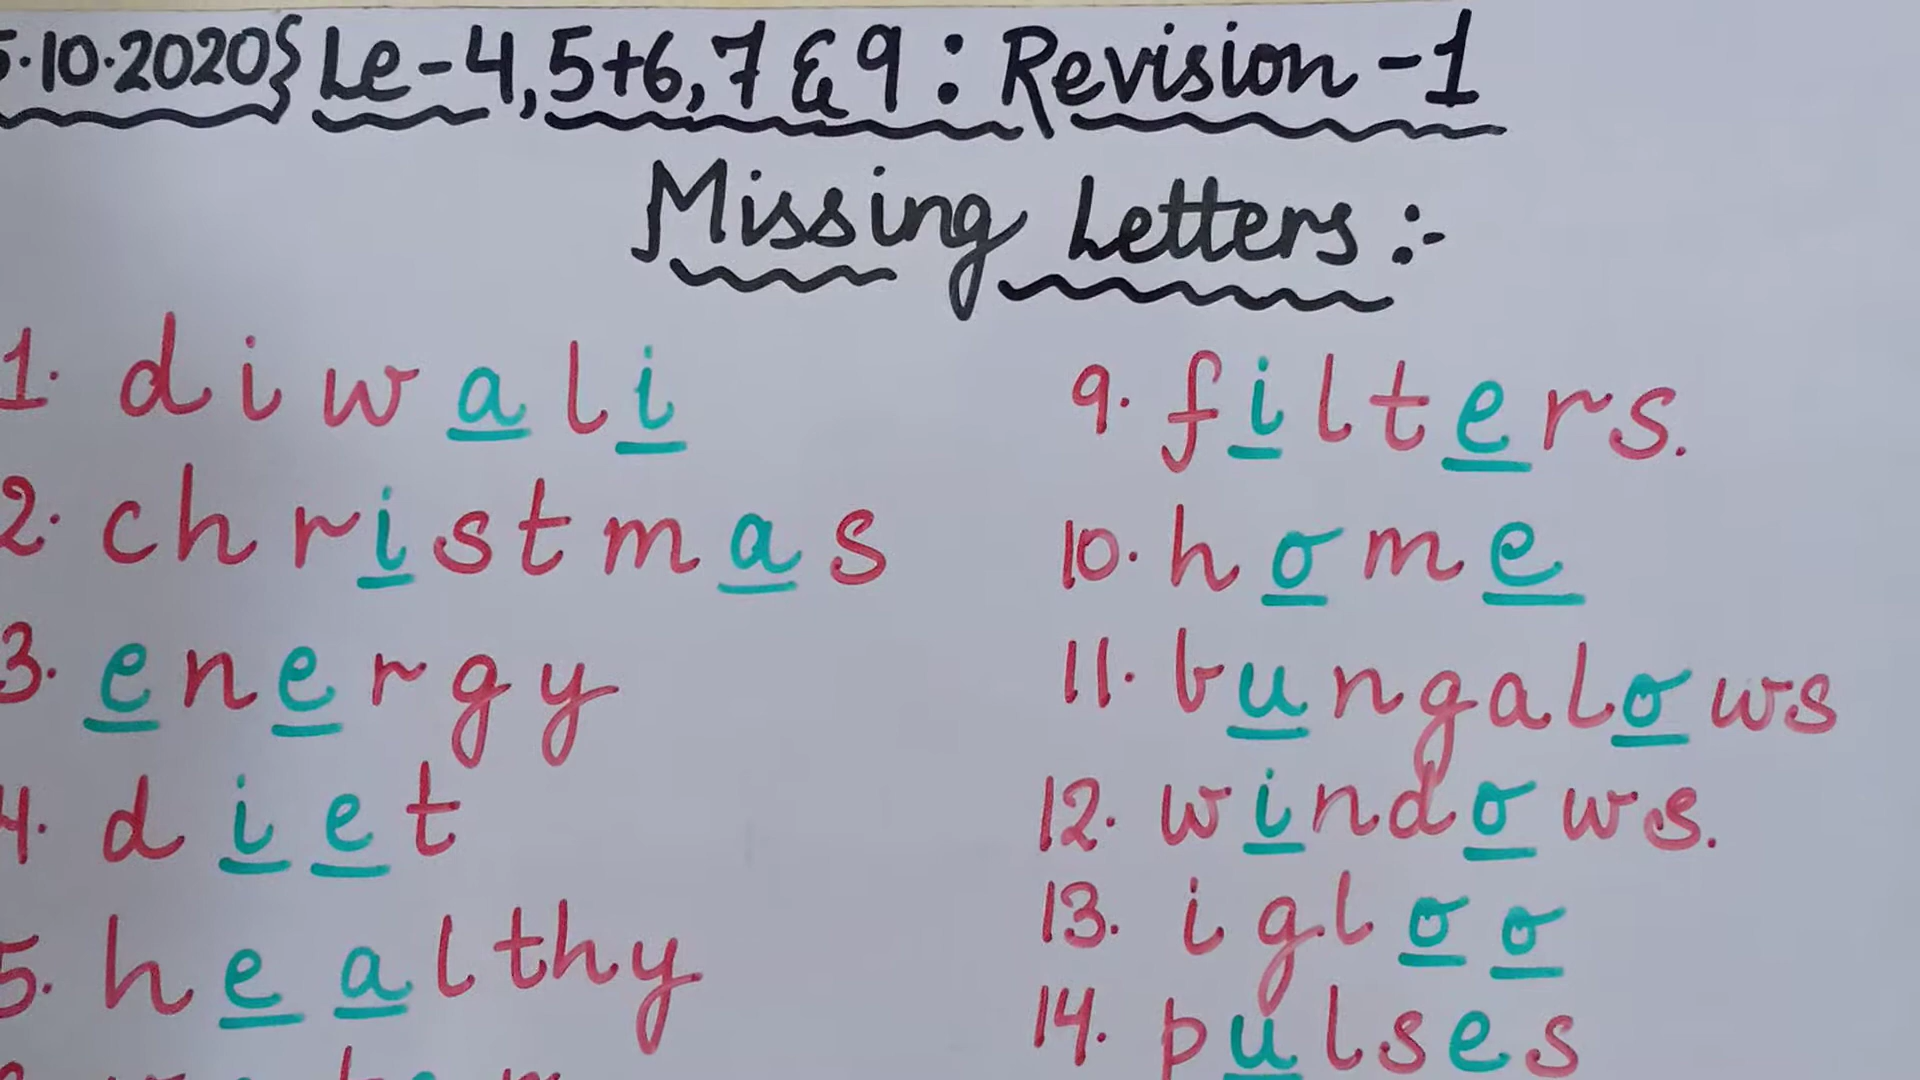 5.10.2020} Le-4,5+6,7 & 9 : Revision-1
Missing Letters :-
1. diwali
2. christmas
3. energy
4. diet
5. healthy
9. filters.
10. home
11. bungalows
12. windows.
13. igloo
14. pulses